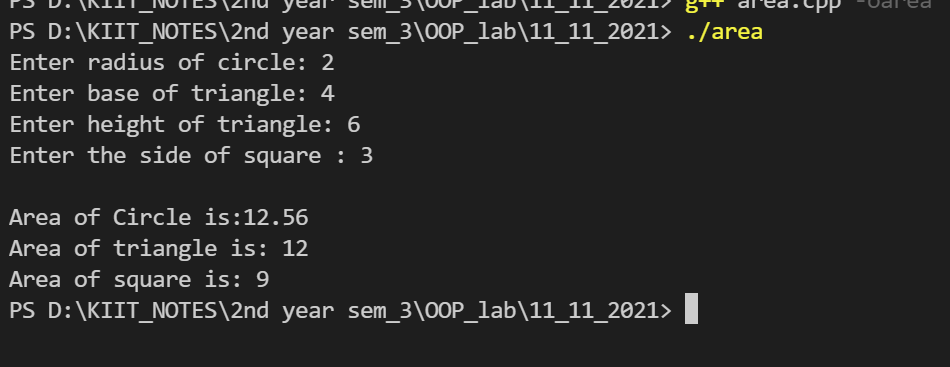 PS D:\KIIT_NOTES\2nd year sem_3\OOP_lab\11_11_2021> g++ area.cpp -oarea
PS D:\KIIT_NOTES\2nd year sem_3\OOP_lab\11_11_2021> ./area
Enter radius of circle: 2
Enter base of triangle: 4
Enter height of triangle: 6
Enter the side of square : 3

Area of Circle is:12.56
Area of triangle is: 12
Area of square is: 9
PS D:\KIIT_NOTES\2nd year sem_3\OOP_lab\11_11_2021>